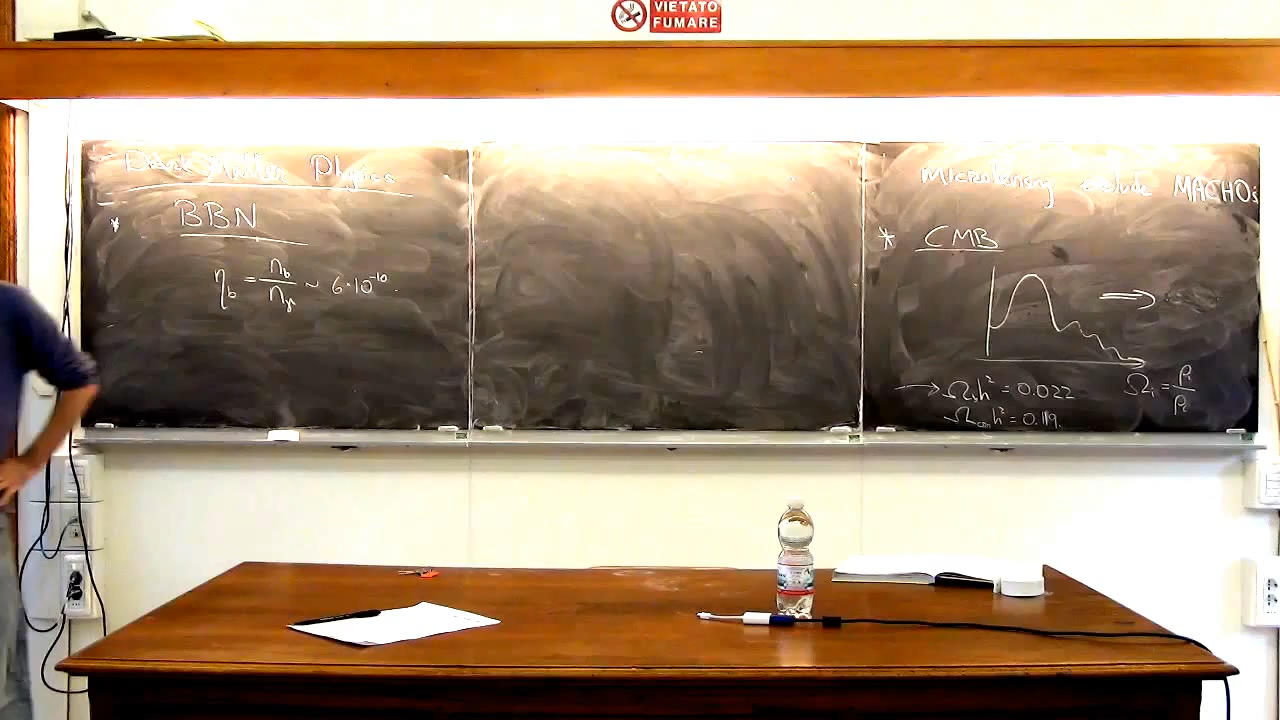 VIETATO
FUMARE
Dark Matter Physics
* BBN
η_b = n_b/n_γ ~ 6·10^-10.
Microlensing exclude MACHOs
* CMB
⇒
→ Ω_b h² = 0.022
Ω_CDM h² = 0.119.
Ω_i = ρ_i/ρ_c